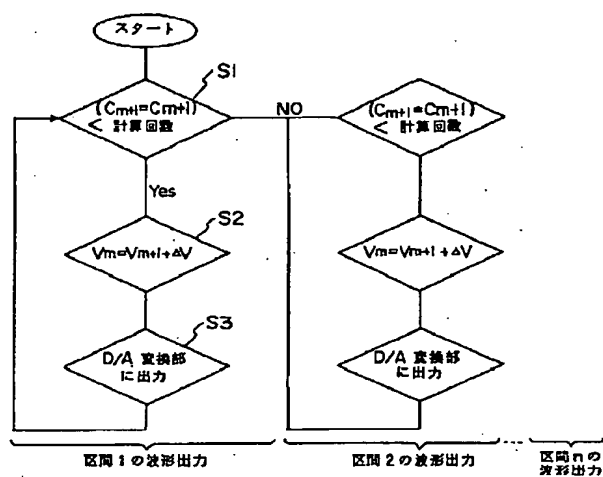 スタート
S1
(Cm+1=Cm+1)
< 計算回数
NO
(Cm+1=Cm+1)
< 計算回数
Yes
S2
Vm=Vm+1+ΔV
Vm=Vm+1+ΔV
S3
D/A 変換部
に出力
D/A 変換部
に出力
区間1の波形出力
区間2の波形出力
区間nの
波形出力